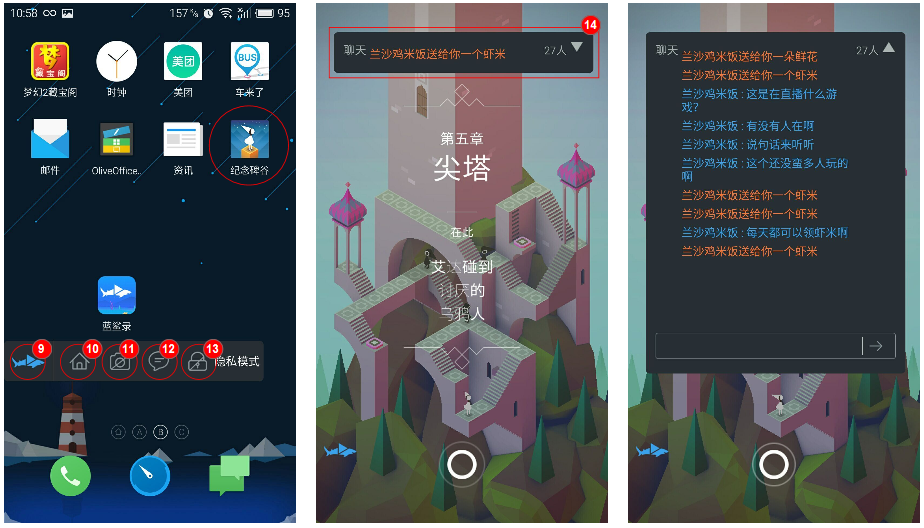 10:58
157%
95
梦
藏宝阁
美团
BUS
梦幻2藏宝阁
时钟
美团
车来了
邮件
OliveOffice..
资讯
纪念碑谷
蓝鲨录
9
10
11
12
13
隐私模式
A
B
C
14
聊天
兰沙鸡米饭送给你一个虾米
27人
第五章
尖塔
在此
艾达碰到
讨厌的
乌鸦人
聊天
27人
兰沙鸡米饭送给你一朵鲜花
兰沙鸡米饭送给你一个虾米
兰沙鸡米饭 : 这是在直播什么游
戏?
兰沙鸡米饭 : 有没有人在啊
兰沙鸡米饭 : 说句话来听听
兰沙鸡米饭 : 这个还没蛮多人玩的
啊
兰沙鸡米饭送给你一个虾米
兰沙鸡米饭送给你一个虾米
兰沙鸡米饭 : 每天都可以领虾米啊
兰沙鸡米饭送给你一个虾米